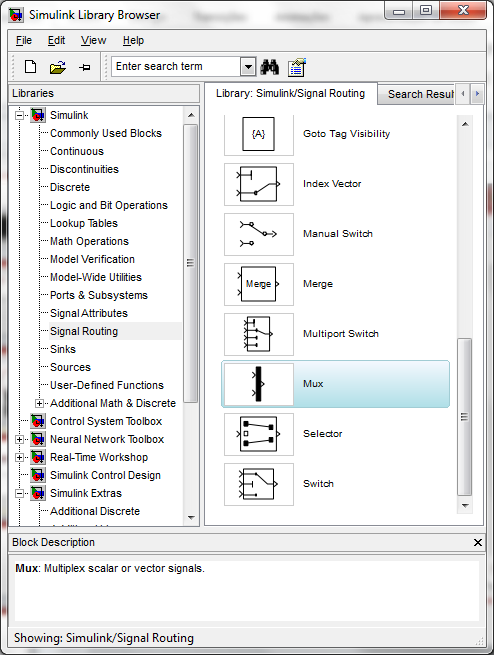 Simulink Library Browser
File Edit View Help
Enter search term
Libraries
Simulink
Commonly Used Blocks
Continuous
Discontinuities
Discrete
Logic and Bit Operations
Lookup Tables
Math Operations
Model Verification
Model-Wide Utilities
Ports & Subsystems
Signal Attributes
Signal Routing
Sinks
Sources
User-Defined Functions
Additional Math & Discrete
Control System Toolbox
Neural Network Toolbox
Real-Time Workshop
Simulink Control Design
Simulink Extras
Additional Discrete
Library: Simulink/Signal Routing Search Result
{A} Goto Tag Visibility
Index Vector
Manual Switch
Merge Merge
Multiport Switch
Mux
Selector
Switch
Block Description
Mux: Multiplex scalar or vector signals.
Showing: Simulink/Signal Routing